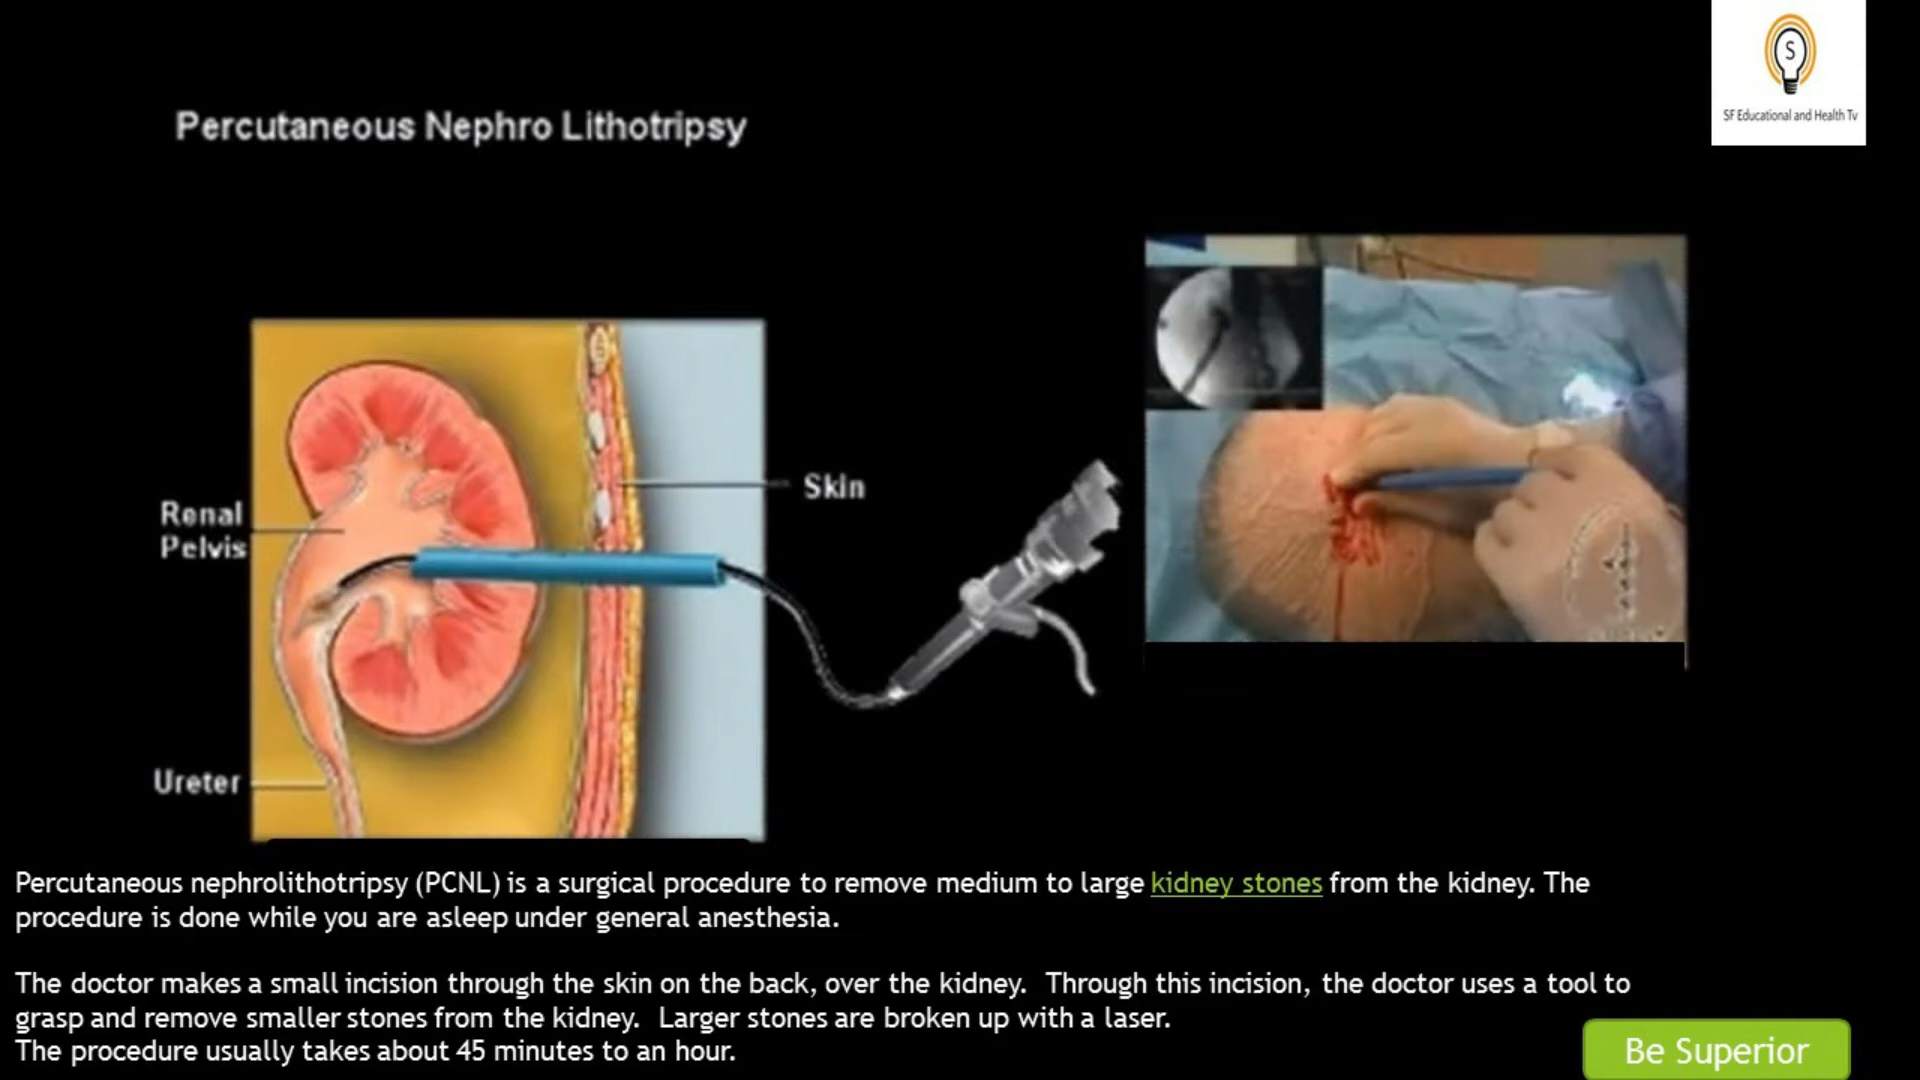 S
SF Educational and Health Tv
Percutaneous Nephro Lithotripsy
Skin
Renal
Pelvis
Ureter
Percutaneous nephrolithotripsy (PCNL) is a surgical procedure to remove medium to large kidney stones from the kidney. The
procedure is done while you are asleep under general anesthesia.
The doctor makes a small incision through the skin on the back, over the kidney. Through this incision, the doctor uses a tool to
grasp and remove smaller stones from the kidney. Larger stones are broken up with a laser.
The procedure usually takes about 45 minutes to an hour.
Be Superior